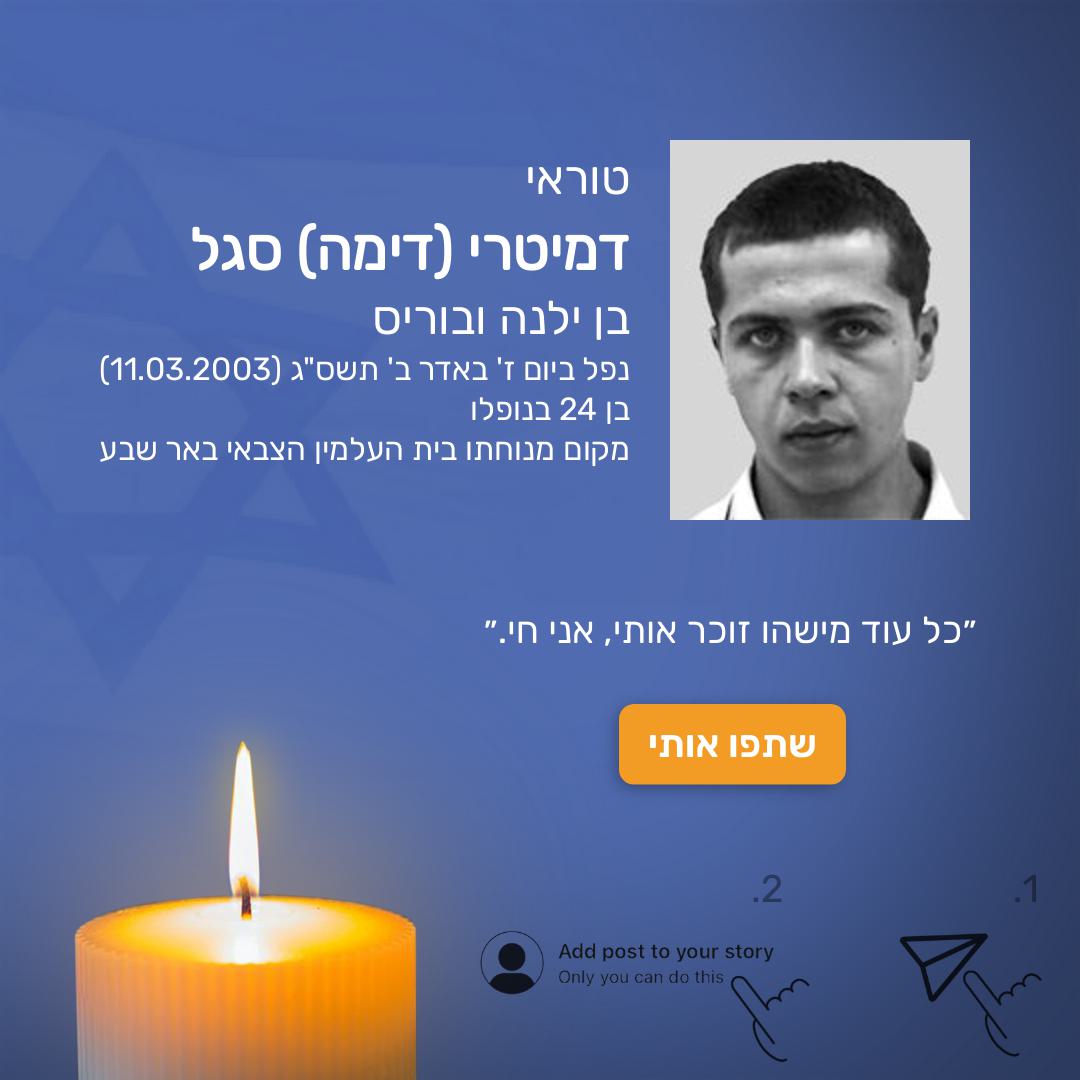 טוראי
דמיטרי (דימה) סגל
בן ילנה ובוריס
נפל ביום ז' באדר ב' תשס"ג (11.03.2003)
בן 24 בנופלו
מקום מנוחתו בית העלמין הצבאי באר שבע
״כל עוד מישהו זוכר אותי, אני חי.״
שתפו אותי
1.
2.
Add post to your story
Only you can do this